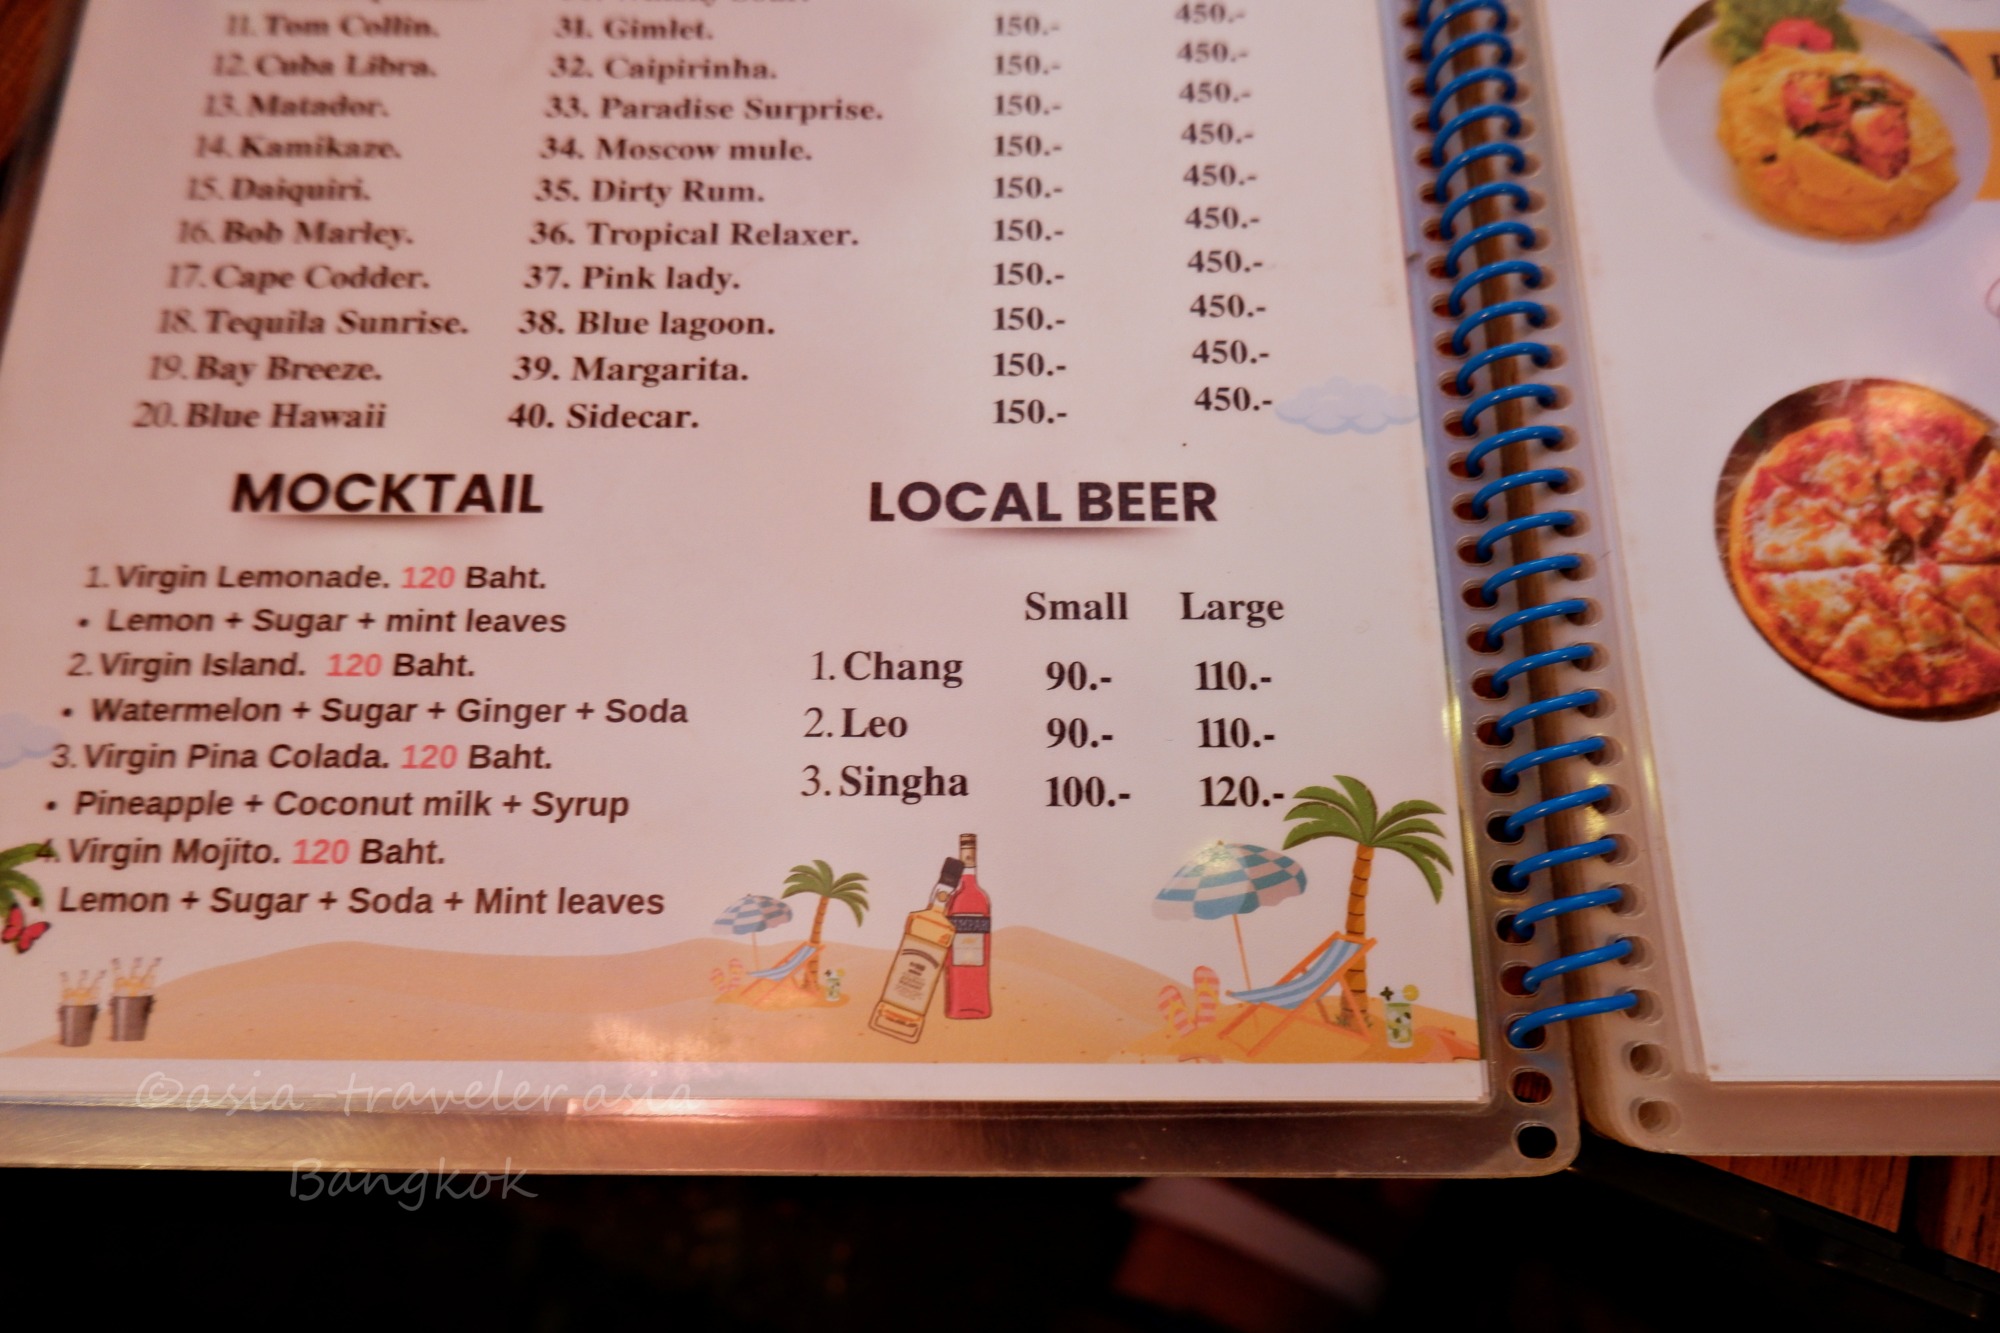 11. Tom Collin. 31. Gimlet. 150.- 450.-
12. Cuba Libra. 32. Caipirinha. 150.- 450.-
13. Matador. 33. Paradise Surprise. 150.- 450.-
14. Kamikaze. 34. Moscow mule. 150.- 450.-
15. Daiquiri. 35. Dirty Rum. 150.- 450.-
16. Bob Marley. 36. Tropical Relaxer. 150.- 450.-
17. Cape Codder. 37. Pink lady. 150.- 450.-
18. Tequila Sunrise. 38. Blue lagoon. 150.- 450.-
19. Bay Breeze. 39. Margarita. 150.- 450.-
20. Blue Hawaii 40. Sidecar. 150.- 450.-
MOCKTAIL
1. Virgin Lemonade. 120 Baht.
• Lemon + Sugar + mint leaves
2. Virgin Island. 120 Baht.
• Watermelon + Sugar + Ginger + Soda
3. Virgin Pina Colada. 120 Baht.
• Pineapple + Coconut milk + Syrup
4. Virgin Mojito. 120 Baht.
Lemon + Sugar + Soda + Mint leaves
LOCAL BEER
Small Large
1. Chang 90.- 110.-
2. Leo 90.- 110.-
3. Singha 100.- 120.-
©asia-traveler.asia
Bangkok